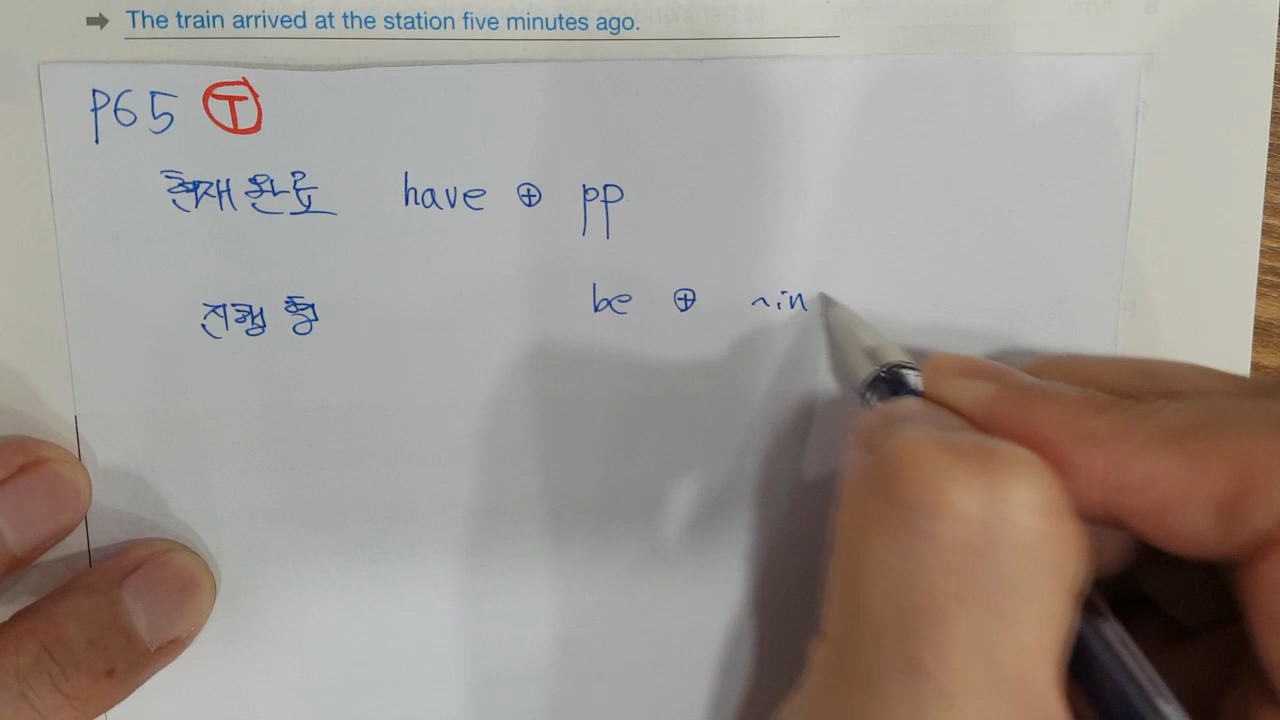 ➡ The train arrived at the station five minutes ago.
P65 Ⓣ
현재완료 have ⊕ pp
진행형 be ⊕ ~in